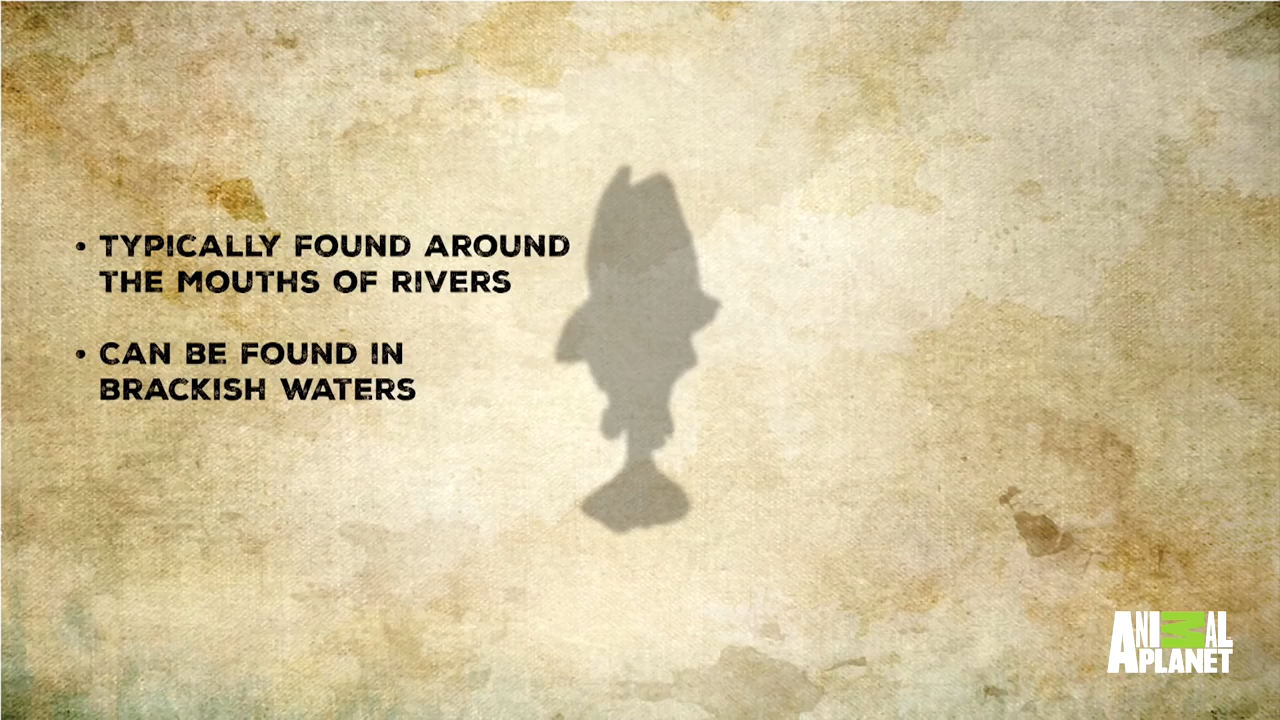 • TYPICALLY FOUND AROUND
THE MOUTHS OF RIVERS
• CAN BE FOUND IN
BRACKISH WATERS
ANIMAL
PLANET